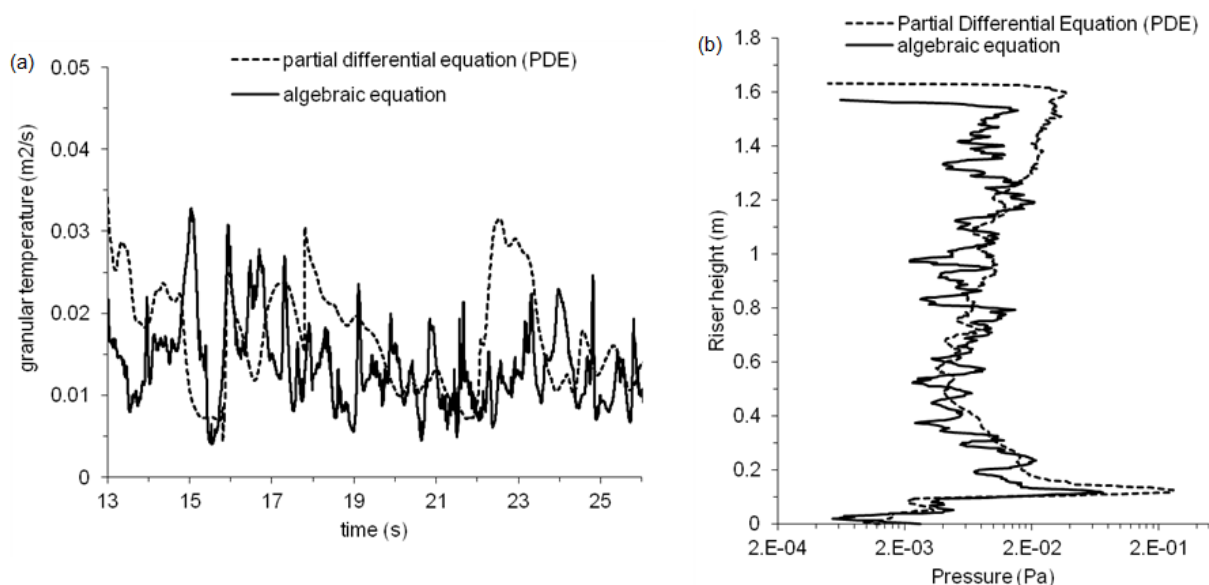 (a)
partial differential equation (PDE)
algebraic equation
granular temperature (m2/s)
0.05
0.04
0.03
0.02
0.01
0
13 15 16 17 19 21 23 25
time (s)
(b)
Partial Differential Equation (PDE)
algebraic equation
Riser height (m)
1.8
1.6
1.4
1.2
1
0.8
0.6
0.4
0.2
0
2.E-04 2.E-03 2.E-02 2.E-01
Pressure (Pa)